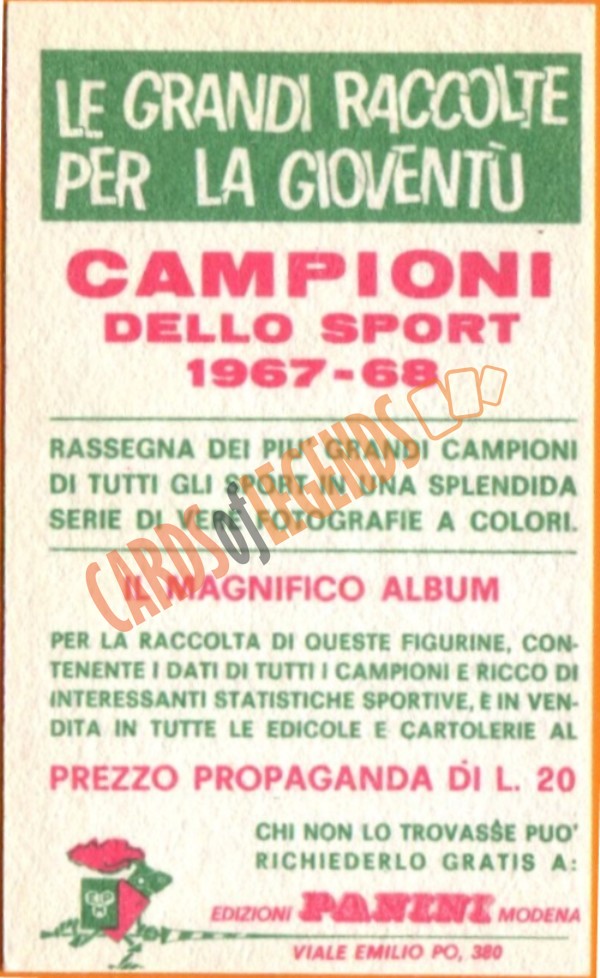 LE GRANDI RACCOLTE
PER LA GIOVENTÙ
CAMPIONI
DELLO SPORT
1967-68
RASSEGNA DEI PIU' GRANDI CAMPIONI
DI TUTTI GLI SPORT IN UNA SPLENDIDA
SERIE DI VERE FOTOGRAFIE A COLORI.
CARDS of LEGENDS
IL MAGNIFICO ALBUM
PER LA RACCOLTA DI QUESTE FIGURINE, CON-
TENENTE I DATI DI TUTTI I CAMPIONI E RICCO DI
INTERESSANTI STATISTICHE SPORTIVE, È IN VEN-
DITA IN TUTTE LE EDICOLE E CARTOLERIE AL
PREZZO PROPAGANDA DI L. 20
CHI NON LO TROVASSE PUO'
RICHIEDERLO GRATIS A:
EDIZIONI PANINI MODENA
VIALE EMILIO PO, 380